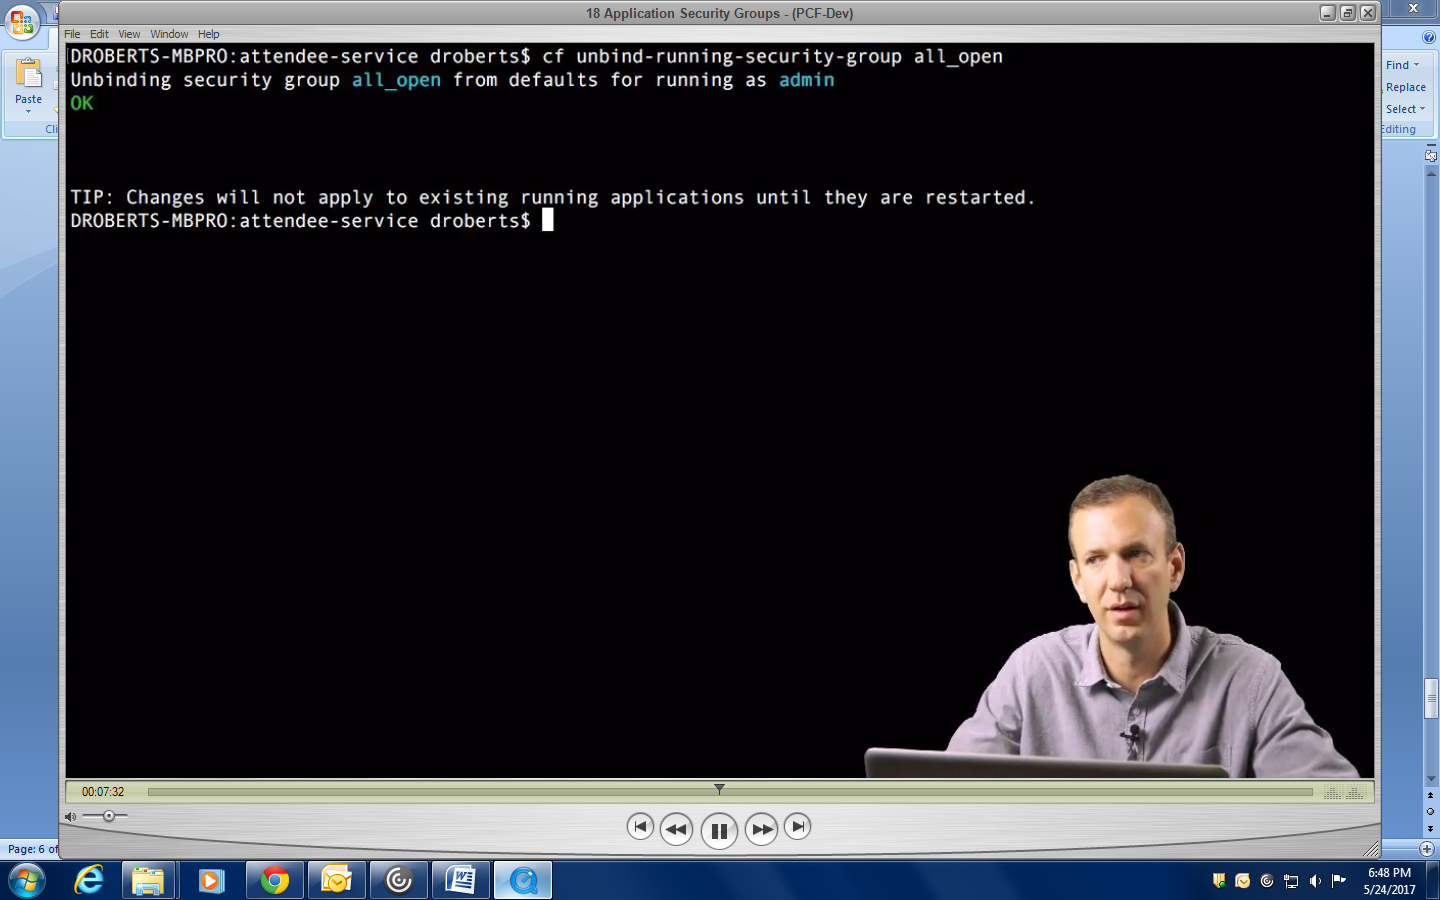 18 Application Security Groups - (PCF-Dev)
File Edit View Window Help
DROBERTS-MBPRO:attendee-service droberts$ cf unbind-running-security-group all_open
Unbinding security group all_open from defaults for running as admin
OK
TIP: Changes will not apply to existing running applications until they are restarted.
DROBERTS-MBPRO:attendee-service droberts$
Paste
Find
Replace
Select
Editing
00:07:32
Page: 6 of
6:48 PM
5/24/2017